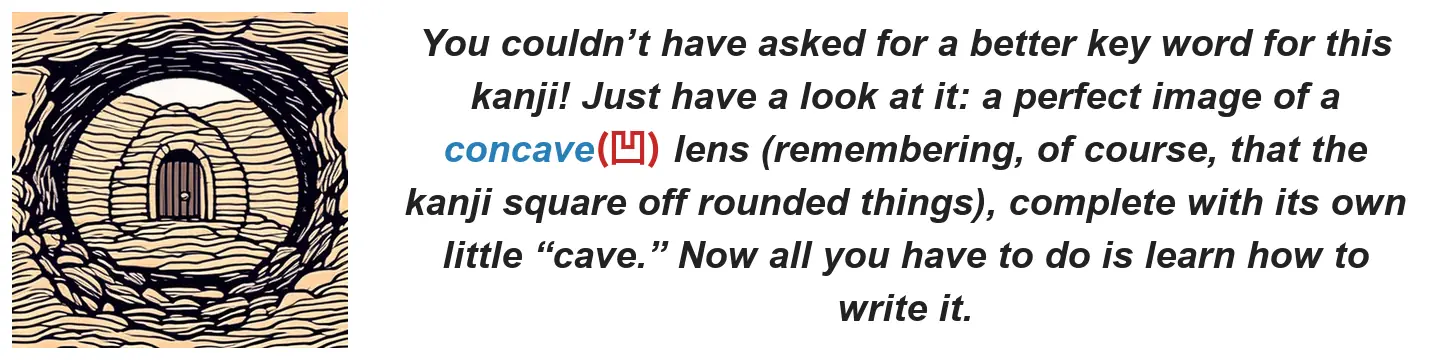 You couldn’t have asked for a better key word for this
kanji! Just have a look at it: a perfect image of a
concave(凹) lens (remembering, of course, that the
kanji square off rounded things), complete with its own
little “cave.” Now all you have to do is learn how to
write it.